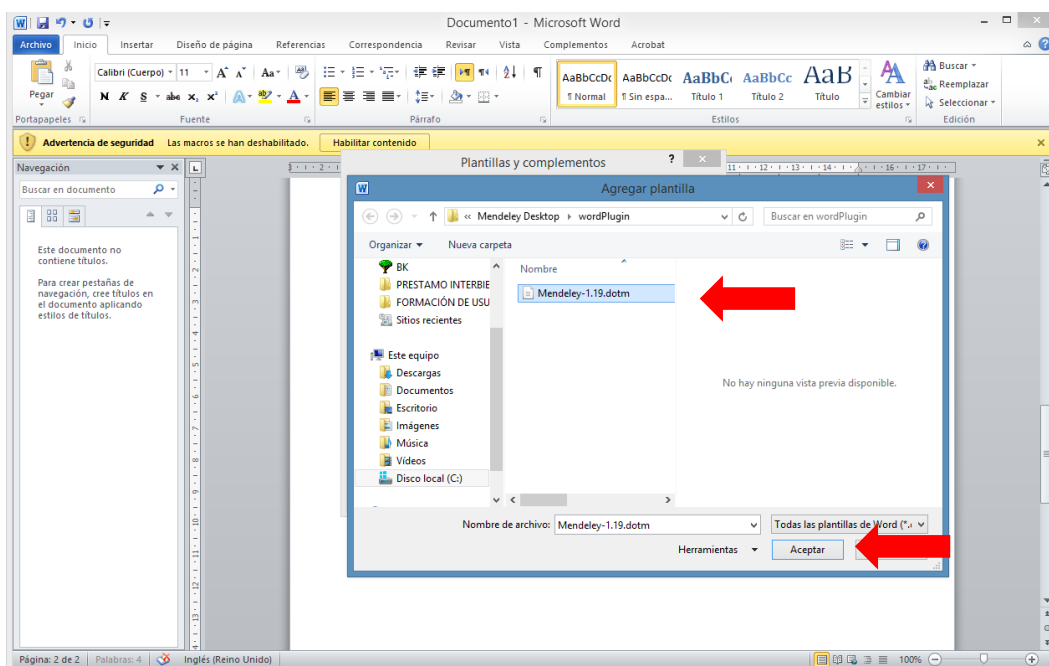 Documento1 - Microsoft Word
Archivo Inicio Insertar Diseño de página Referencias Correspondencia Revisar Vista Complementos Acrobat
Pegar
Calibri (Cuerpo) 11
N K S abc x₂ x²
AaBbCcDc AaBbCcDc AaBbC AaBbCc AaB
¶ Normal ¶ Sin espa... Título 1 Título 2 Título
Cambiar estilos
Buscar
Reemplazar
Seleccionar
Portapapeles Fuente Párrafo Estilos Edición
Advertencia de seguridad Las macros se han deshabilitado. Habilitar contenido
Navegación
Buscar en documento
Este documento no
contiene títulos.
Para crear pestañas de
navegación, cree títulos en
el documento aplicando
estilos de títulos.
Plantillas y complementos ?
Agregar plantilla
« Mendeley Desktop wordPlugin
Buscar en wordPlugin
Organizar Nueva carpeta
BK
PRESTAMO INTERBIE
FORMACIÓN DE USU
Sitios recientes
Este equipo
Descargas
Documentos
Escritorio
Imágenes
Música
Vídeos
Disco local (C:)
Nombre
Mendeley-1.19.dotm
No hay ninguna vista previa disponible.
Nombre de archivo: Mendeley-1.19.dotm
Todas las plantillas de Word (*.
Herramientas Aceptar
Página: 2 de 2 Palabras: 4 Inglés (Reino Unido) 100%